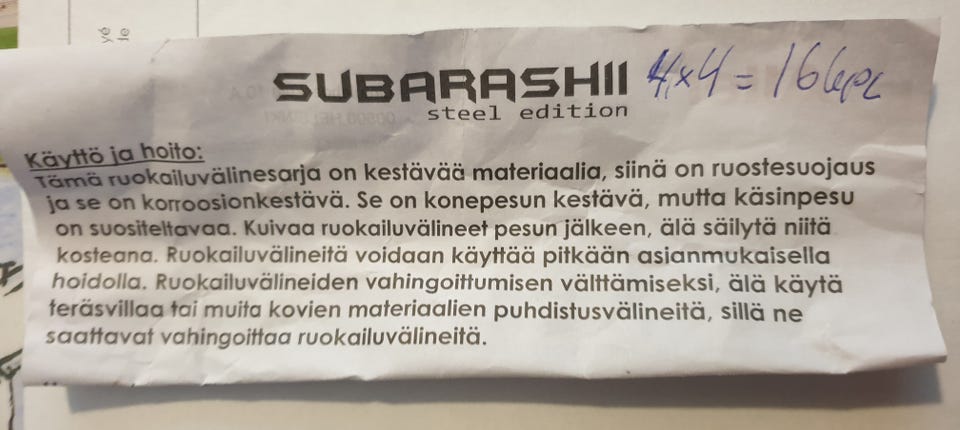 SUBARASHII 4x4 = 16 kpl
steel edition
Käyttö ja hoito:
Tämä ruokailuvälinesarja on kestävää materiaalia, siinä on ruostesuojaus
ja se on korroosionkestävä. Se on konepesun kestävä, mutta käsinpesu
on suositeltavaa. Kuivaa ruokailuvälineet pesun jälkeen, älä säilytä niitä
kosteana. Ruokailuvälineitä voidaan käyttää pitkään asianmukaisella
hoidolla. Ruokailuvälineiden vahingoittumisen välttämiseksi, älä käytä
teräsvillaa tai muita kovien materiaalien puhdistusvälineitä, sillä ne
saattavat vahingoittaa ruokailuvälineitä.